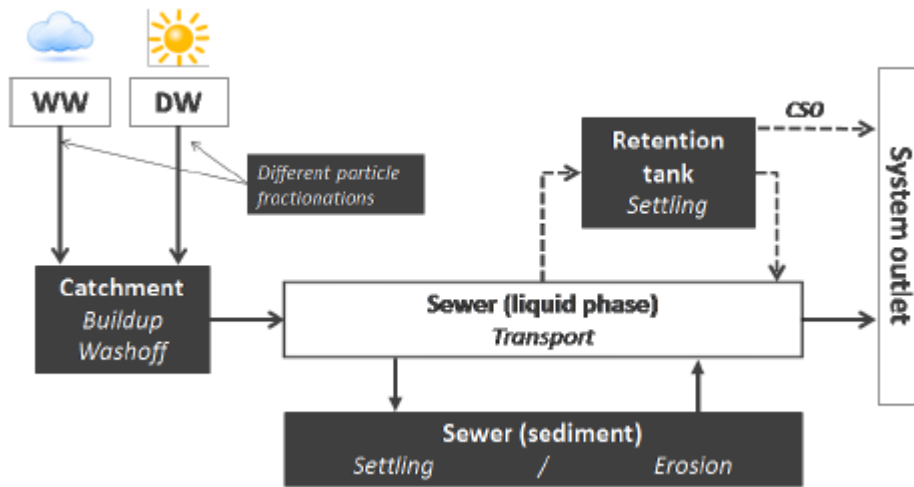 WW
DW
Different particle
fractionations
Catchment
Buildup
Washoff
CSO
Retention
tank
Settling
Sewer (liquid phase)
Transport
Sewer (sediment)
Settling / Erosion
System outlet